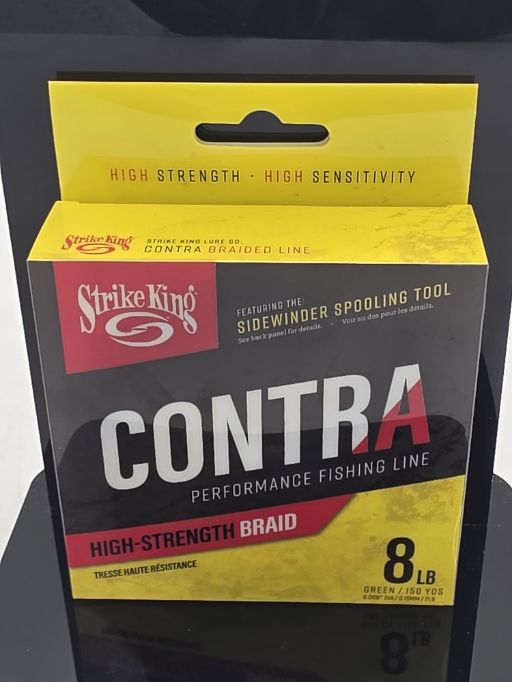 HIGH STRENGTH · HIGH SENSITIVITY
Strike King
STRIKE KING LURE CO.
CONTRA BRAIDED LINE
Strike King
FEATURING THE:
SIDEWINDER SPOOLING TOOL
See back panel for details. • Voir au dos pour les détails.
CONTRA
PERFORMANCE FISHING LINE
HIGH-STRENGTH BRAID
TRESSE HAUTE RÉSISTANCE
8 LB
GREEN / 150 YDS